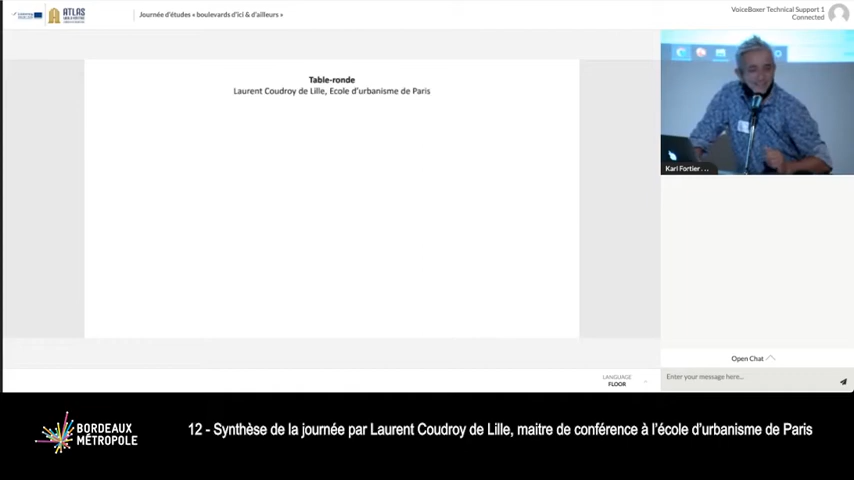 ATLAS
Journée d'études « boulevards d'ici & d'ailleurs »
VoiceBoxer Technical Support 1
Connected
Table-ronde
Laurent Coudroy de Lille, Ecole d'urbanisme de Paris
Karl Fortier ...
Open Chat
Enter your message here...
LANGUAGE
FLOOR
BORDEAUX
MÉTROPOLE
12 - Synthèse de la journée par Laurent Coudroy de Lille, maitre de conférence à l'école d'urbanisme de Paris